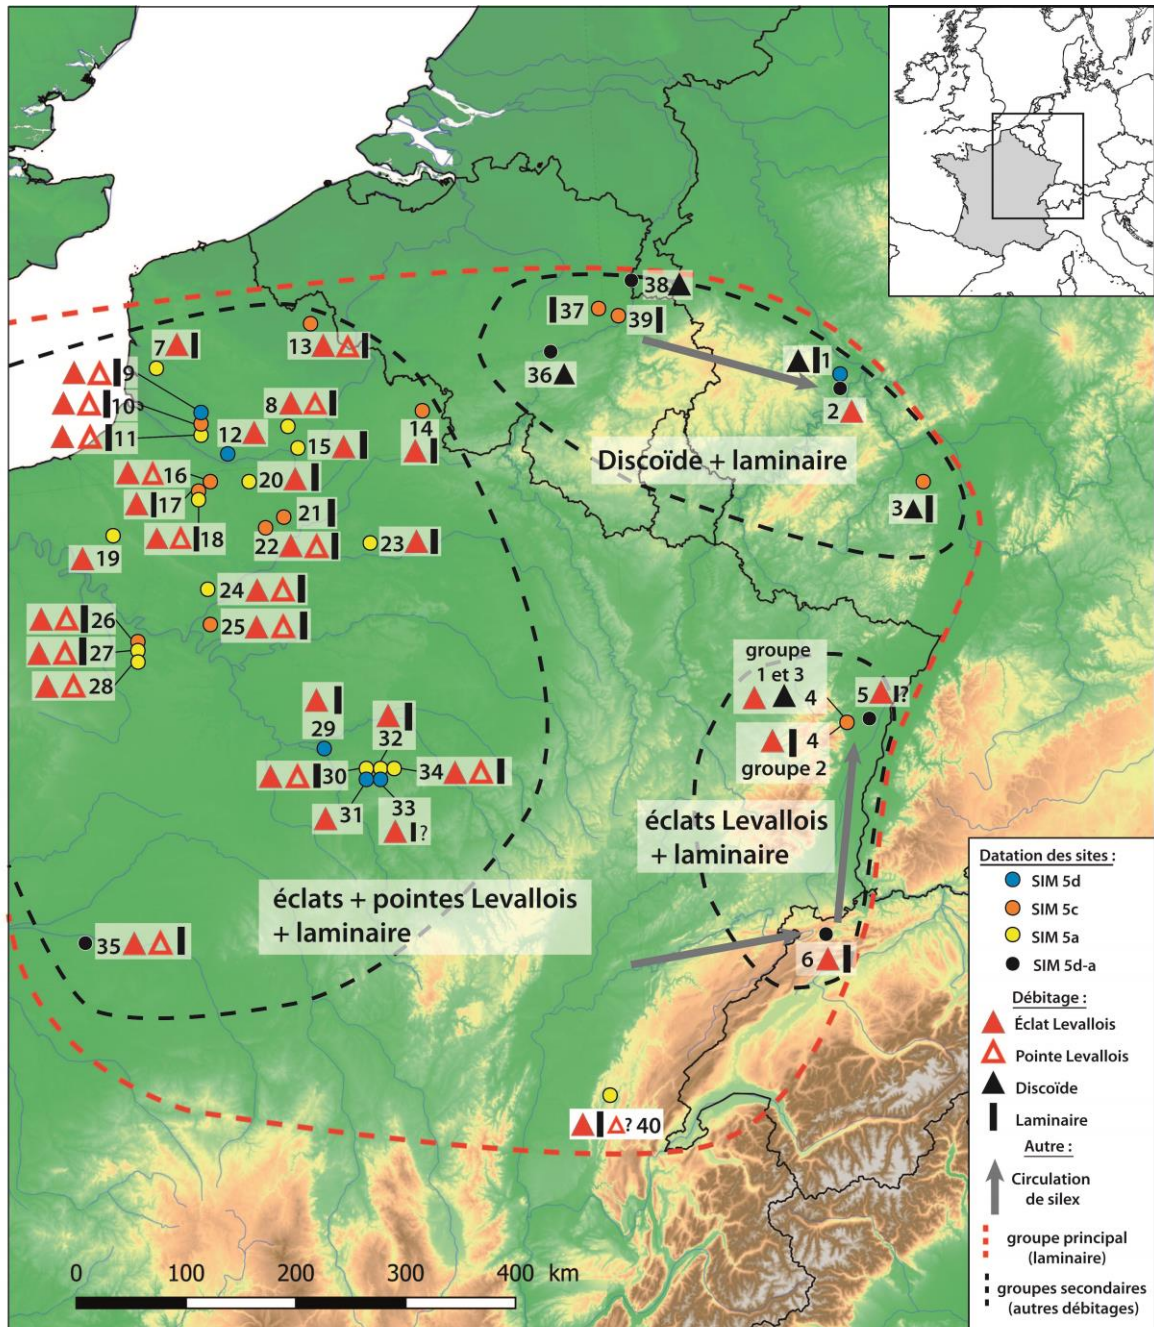 38
37
39
36
1
2
Discoïde + laminaire
3
7
13
9
10
8
11
12
14
15
16
20
17
21
18
22
23
19
24
25
26
27
28
groupe
1 et 3
4
5 ?
4
groupe 2
29
32
30
34
31
33
?
éclats Levallois
+ laminaire
éclats + pointes Levallois
+ laminaire
35
6
? 40
0 100 200 300 400 km
Datation des sites :
SIM 5d
SIM 5c
SIM 5a
SIM 5d-a
Débitage :
Éclat Levallois
Pointe Levallois
Discoïde
Laminaire
Autre :
Circulation
de silex
groupe principal
(laminaire)
groupes secondaires
(autres débitages)